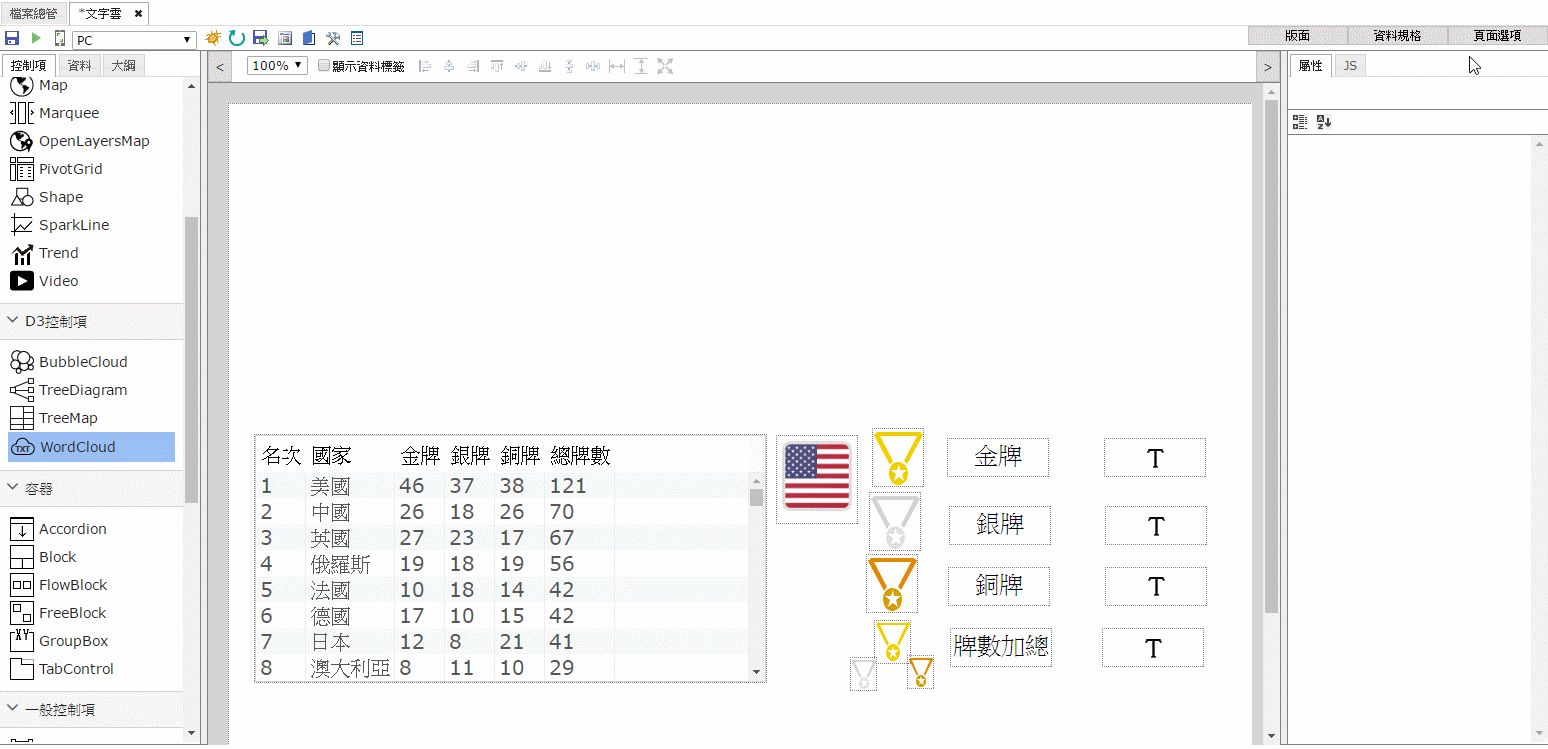 檔案總管 *文字雲 ✖
PC
版面 資料規格 頁面選項
控制項 資料 大綱
< 100% 顯示資料標籤 >
屬性 JS
Map
Marquee
OpenLayersMap
PivotGrid
Shape
SparkLine
Trend
Video
D3控制項
BubbleCloud
TreeDiagram
TreeMap
TXT WordCloud
容器
Accordion
Block
FlowBlock
FreeBlock
XY GroupBox
TabControl
一般控制項
名次 國家 金牌 銀牌 銅牌 總牌數
1 美國 46 37 38 121
2 中國 26 18 26 70
3 英國 27 23 17 67
4 俄羅斯 19 18 19 56
5 法國 10 18 14 42
6 德國 17 10 15 42
7 日本 12 8 21 41
8 澳大利亞 8 11 10 29
金牌 T
銀牌 T
銅牌 T
牌數加總 T